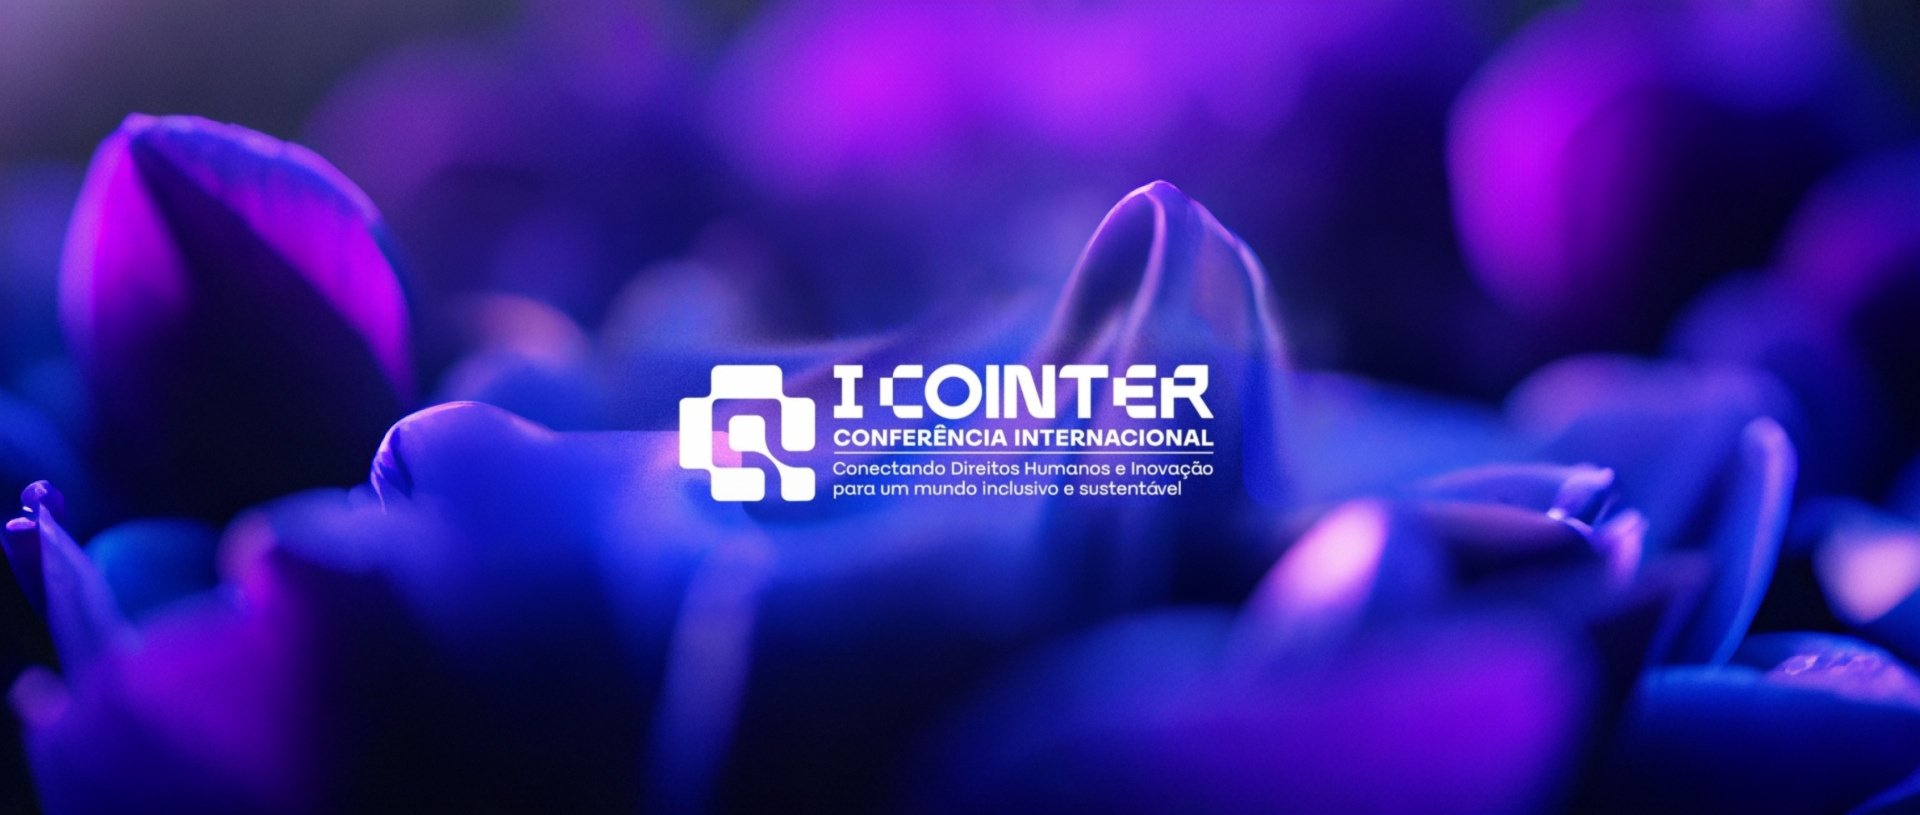 I COINTER
CONFERÊNCIA INTERNACIONAL
Conectando Direitos Humanos e Inovação
para um mundo inclusivo e sustentável